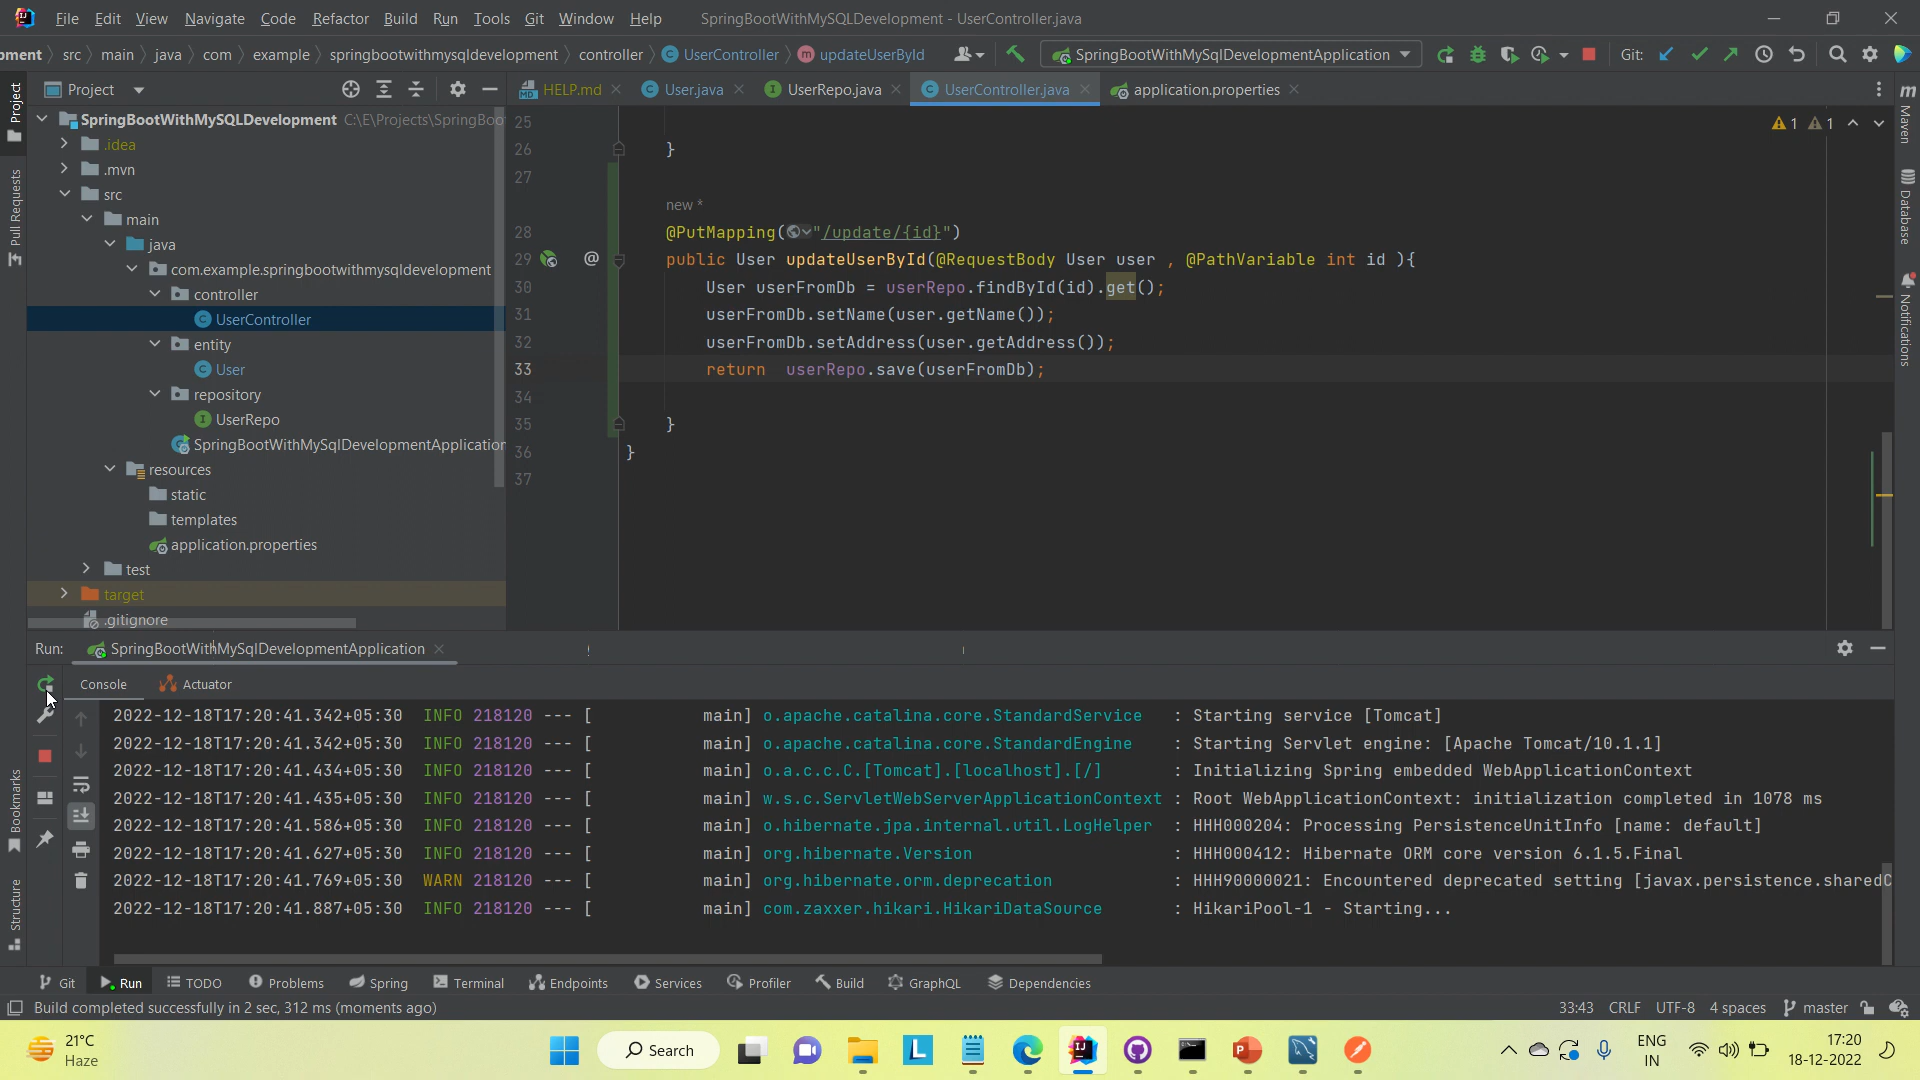 File Edit View Navigate Code Refactor Build Run Tools Git Window Help SpringBootWithMySQLDevelopment - UserController.java
pment src main java com example springbootwithmysqldevelopment controller UserController updateUserById SpringBootWithMySqlDevelopmentApplication Git:
Project HELP.md User.java UserRepo.java UserController.java application.properties
SpringBootWithMySQLDevelopment C:\E\Projects\SpringBoo
.idea
.mvn
src
main
java
com.example.springbootwithmysqldevelopment
controller
UserController
entity
User
repository
UserRepo
SpringBootWithMySqlDevelopmentApplication
resources
static
templates
application.properties
test
target
.gitignore
Project
Pull Requests
Bookmarks
Structure
1 1
25
26 }
27
new *
28 @PutMapping("/update/{id}")
29 @ public User updateUserById(@RequestBody User user , @PathVariable int id ){
30 User userFromDb = userRepo.findById(id).get();
31 userFromDb.setName(user.getName());
32 userFromDb.setAddress(user.getAddress());
33 return userRepo.save(userFromDb);
34
35 }
36 }
37
Maven
Database
Notifications
Run: SpringBootWithMySqlDevelopmentApplication
Console Actuator
2022-12-18T17:20:41.342+05:30 INFO 218120 --- [ main] o.apache.catalina.core.StandardService : Starting service [Tomcat]
2022-12-18T17:20:41.342+05:30 INFO 218120 --- [ main] o.apache.catalina.core.StandardEngine : Starting Servlet engine: [Apache Tomcat/10.1.1]
2022-12-18T17:20:41.434+05:30 INFO 218120 --- [ main] o.a.c.c.C.[Tomcat].[localhost].[/] : Initializing Spring embedded WebApplicationContext
2022-12-18T17:20:41.435+05:30 INFO 218120 --- [ main] w.s.c.ServletWebServerApplicationContext : Root WebApplicationContext: initialization completed in 1078 ms
2022-12-18T17:20:41.586+05:30 INFO 218120 --- [ main] o.hibernate.jpa.internal.util.LogHelper : HHH000204: Processing PersistenceUnitInfo [name: default]
2022-12-18T17:20:41.627+05:30 INFO 218120 --- [ main] org.hibernate.Version : HHH000412: Hibernate ORM core version 6.1.5.Final
2022-12-18T17:20:41.769+05:30 WARN 218120 --- [ main] org.hibernate.orm.deprecation : HHH90000021: Encountered deprecated setting [javax.persistence.sharedC
2022-12-18T17:20:41.887+05:30 INFO 218120 --- [ main] com.zaxxer.hikari.HikariDataSource : HikariPool-1 - Starting...
Git Run TODO Problems Spring Terminal Endpoints Services Profiler Build GraphQL Dependencies
Build completed successfully in 2 sec, 312 ms (moments ago) 33:43 CRLF UTF-8 4 spaces master
21°C
Haze
Search
ENG
IN
17:20
18-12-2022